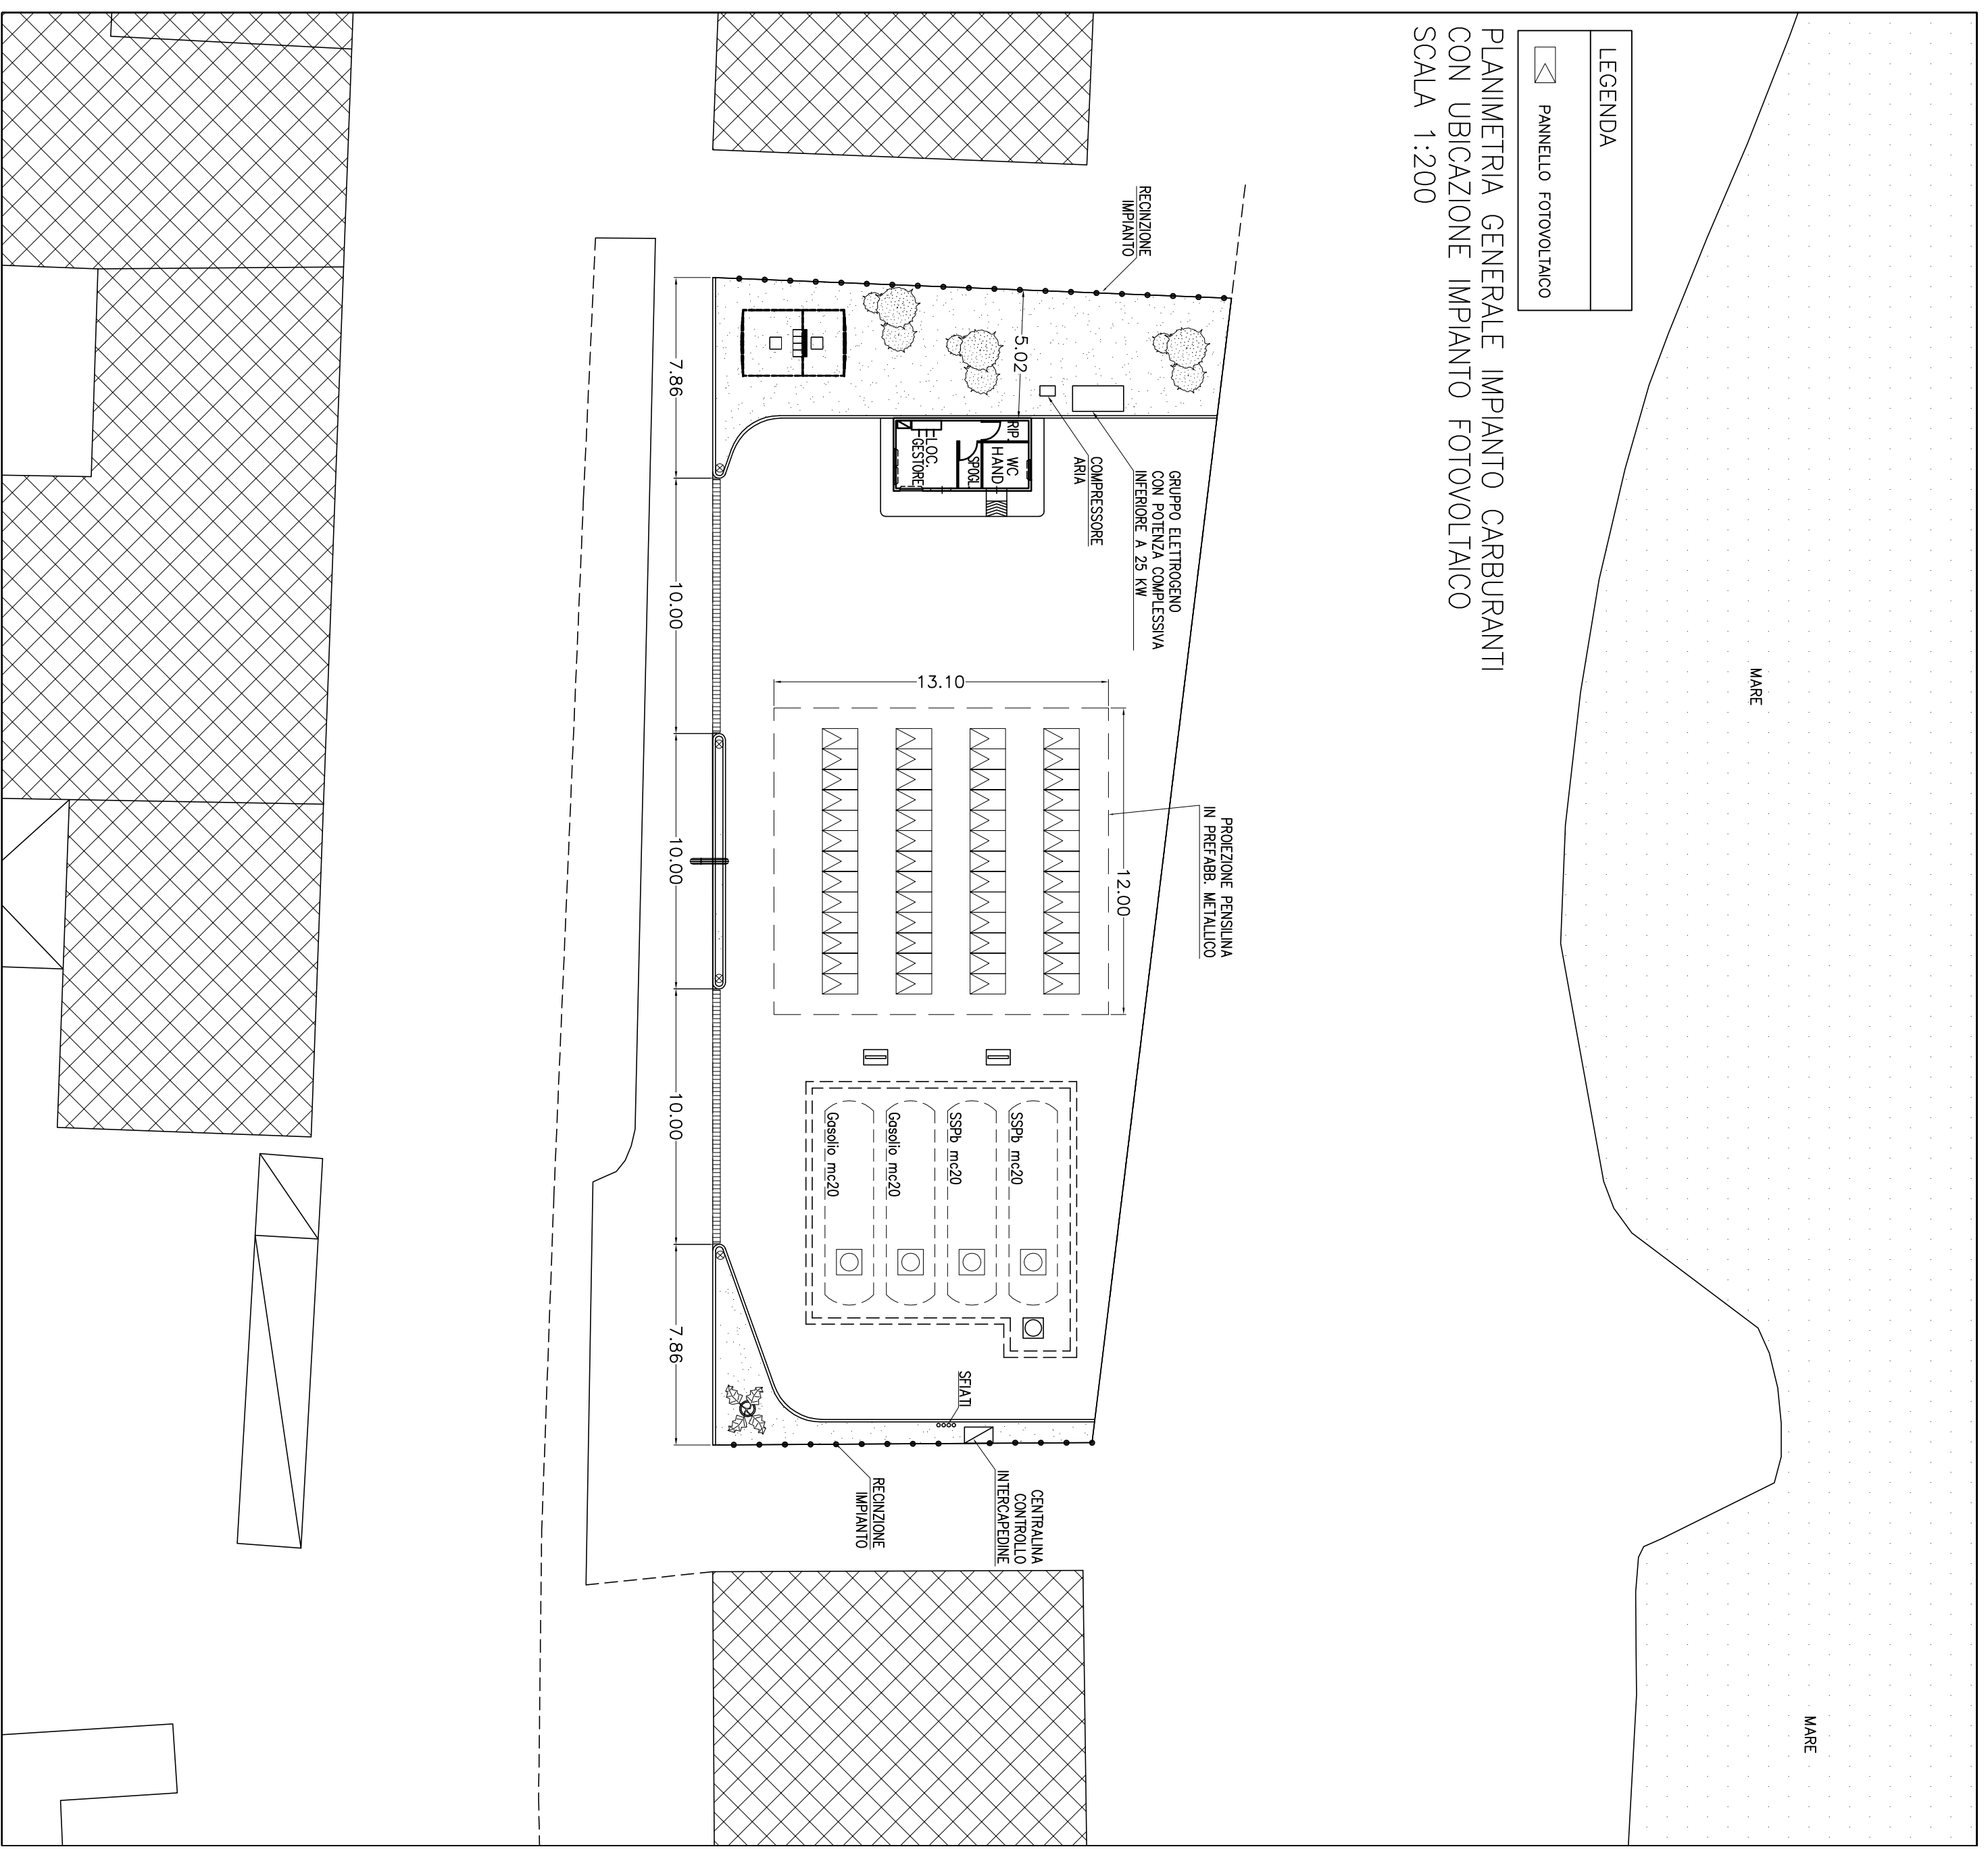 LEGENDA
PANNELLO FOTOVOLTAICO
PLANIMETRIA GENERALE IMPIANTO CARBURANTI
CON UBICAZIONE IMPIANTO FOTOVOLTAICO
SCALA 1:200
MARE
MARE
RECINZIONE
IMPIANTO
GRUPPO ELETTROGENO
CON POTENZA COMPLESSIVA
INFERIORE A 25 KW
COMPRESSORE
ARIA
5.02
RIP.
WC
HAND
SPOGL.
LOC.
GESTORE
PROIEZIONE PENSILINA
IN PREFABB. METALLICO
12.00
13.10
SSPb mc20
SSPb mc20
Gasolio mc20
Gasolio mc20
SFIATI
CENTRALINA
CONTROLLO
INTERCAPEDINE
RECINZIONE
IMPIANTO
7.86
10.00
10.00
10.00
7.86